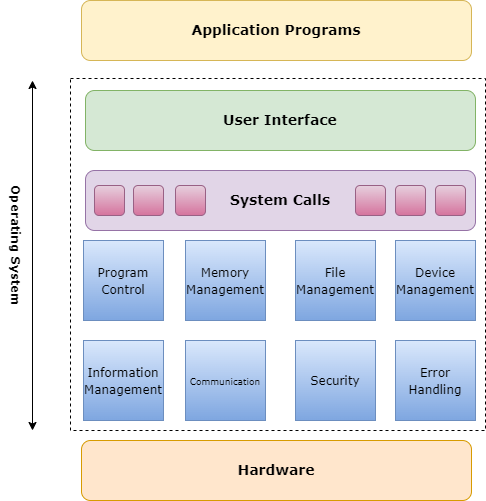 Application Programs
User Interface
System Calls
Operating System
Program
Control
Memory
Management
File
Management
Device
Management
Information
Management
Communication
Security
Error
Handling
Hardware